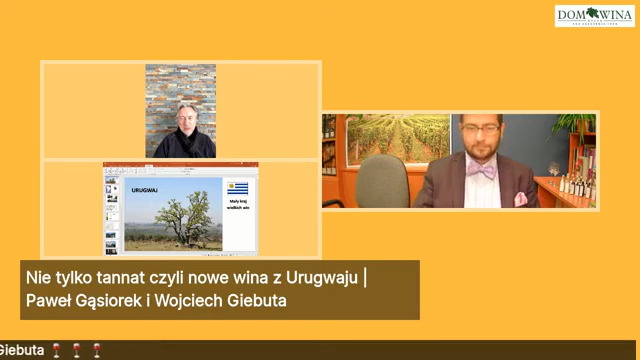 DOM WINA
URUGWAJ
Mały kraj
wielkich win
Nie tylko tannat czyli nowe wina z Urugwaju |
Paweł Gąsiorek i Wojciech Giebuta
Giebuta 🍷 🍷 🍷